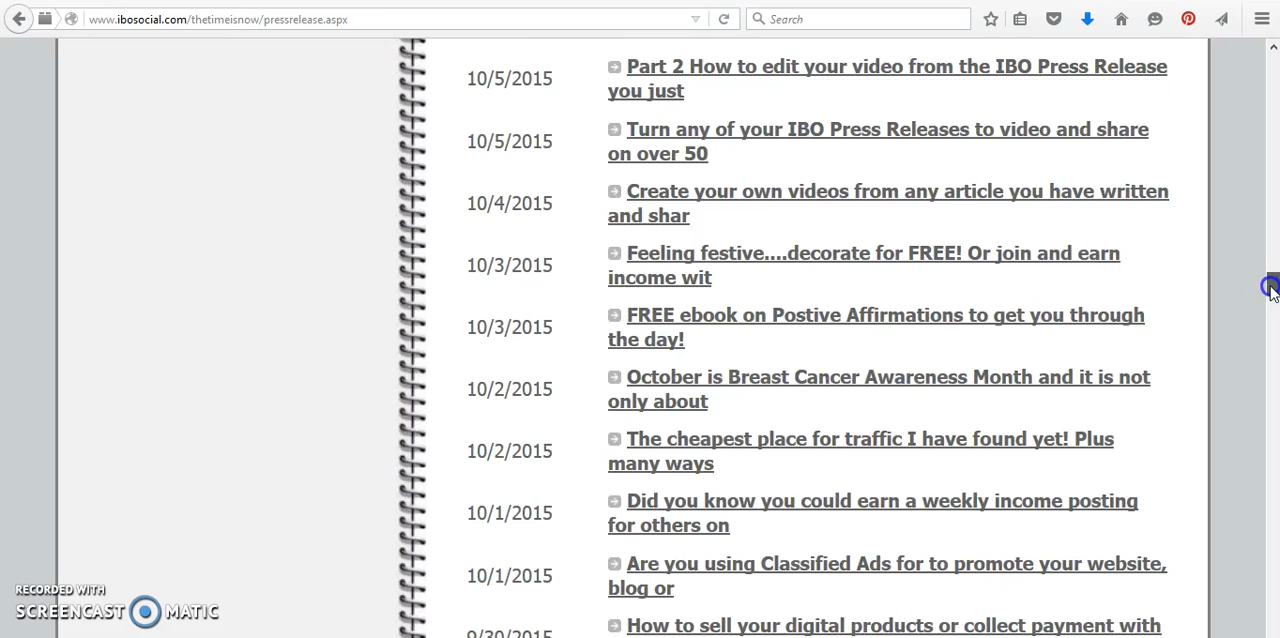 www.ibosocial.com/thetimeisnow/pressrelease.aspx
Search
10/5/2015
Part 2 How to edit your video from the IBO Press Release
you just
10/5/2015
Turn any of your IBO Press Releases to video and share
on over 50
10/4/2015
Create your own videos from any article you have written
and shar
10/3/2015
Feeling festive....decorate for FREE! Or join and earn
income wit
10/3/2015
FREE ebook on Postive Affirmations to get you through
the day!
10/2/2015
October is Breast Cancer Awareness Month and it is not
only about
10/2/2015
The cheapest place for traffic I have found yet! Plus
many ways
10/1/2015
Did you know you could earn a weekly income posting
for others on
10/1/2015
Are you using Classified Ads for to promote your website,
blog or
9/30/2015
How to sell your digital products or collect payment with
RECORDED WITH
SCREENCAST MATIC